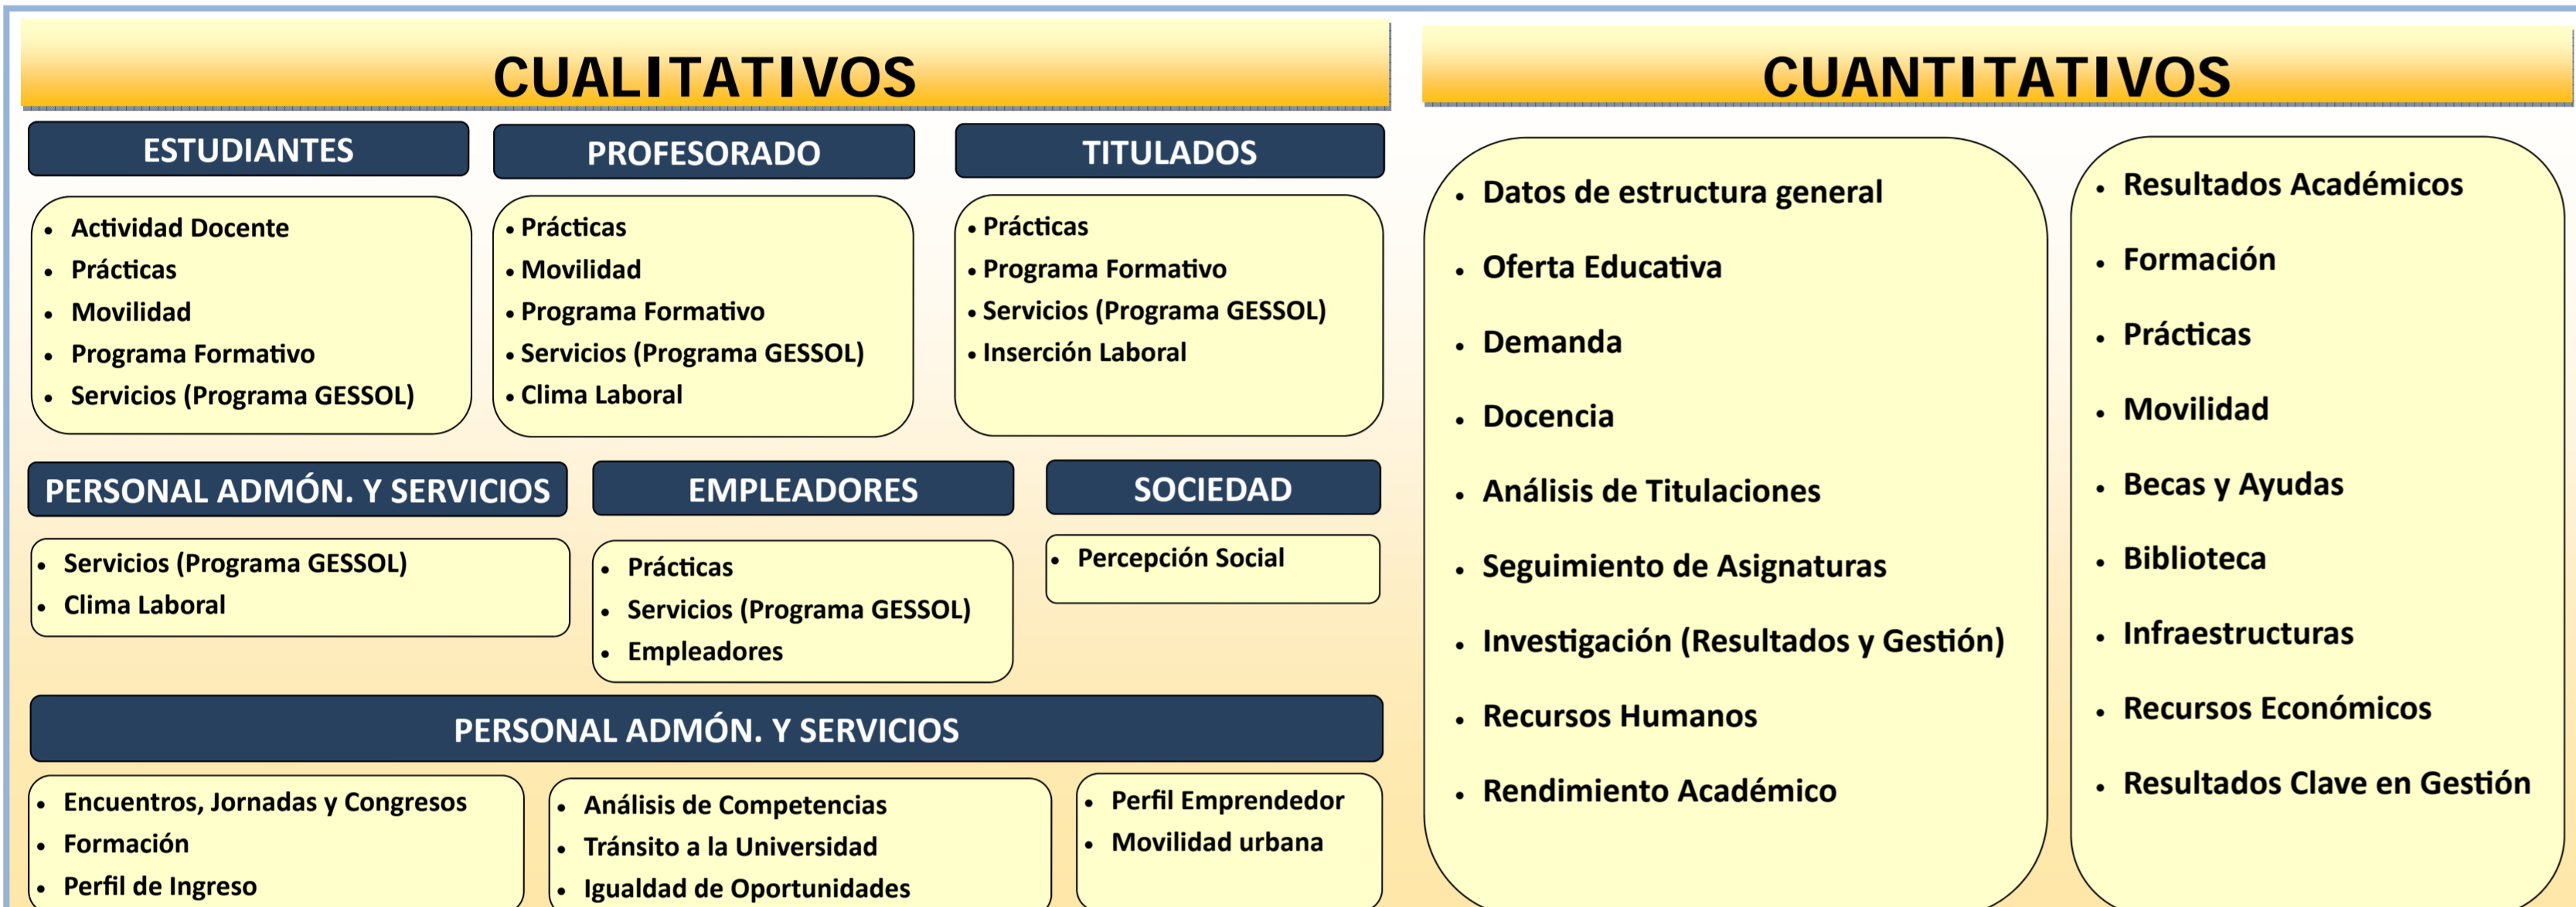 CUALITATIVOS
ESTUDIANTES
• Actividad Docente
• Prácticas
• Movilidad
• Programa Formativo
• Servicios (Programa GESSOL)
PROFESORADO
• Prácticas
• Movilidad
• Programa Formativo
• Servicios (Programa GESSOL)
• Clima Laboral
TITULADOS
• Prácticas
• Programa Formativo
• Servicios (Programa GESSOL)
• Inserción Laboral
PERSONAL ADMÓN. Y SERVICIOS
• Servicios (Programa GESSOL)
• Clima Laboral
EMPLEADORES
• Prácticas
• Servicios (Programa GESSOL)
• Empleadores
SOCIEDAD
• Percepción Social
PERSONAL ADMÓN. Y SERVICIOS
• Encuentros, Jornadas y Congresos
• Formación
• Perfil de Ingreso
• Análisis de Competencias
• Tránsito a la Universidad
• Igualdad de Oportunidades
• Perfil Emprendedor
• Movilidad urbana
CUANTITATIVOS
• Datos de estructura general
• Oferta Educativa
• Demanda
• Docencia
• Análisis de Titulaciones
• Seguimiento de Asignaturas
• Investigación (Resultados y Gestión)
• Recursos Humanos
• Rendimiento Académico
• Resultados Académicos
• Formación
• Prácticas
• Movilidad
• Becas y Ayudas
• Biblioteca
• Infraestructuras
• Recursos Económicos
• Resultados Clave en Gestión